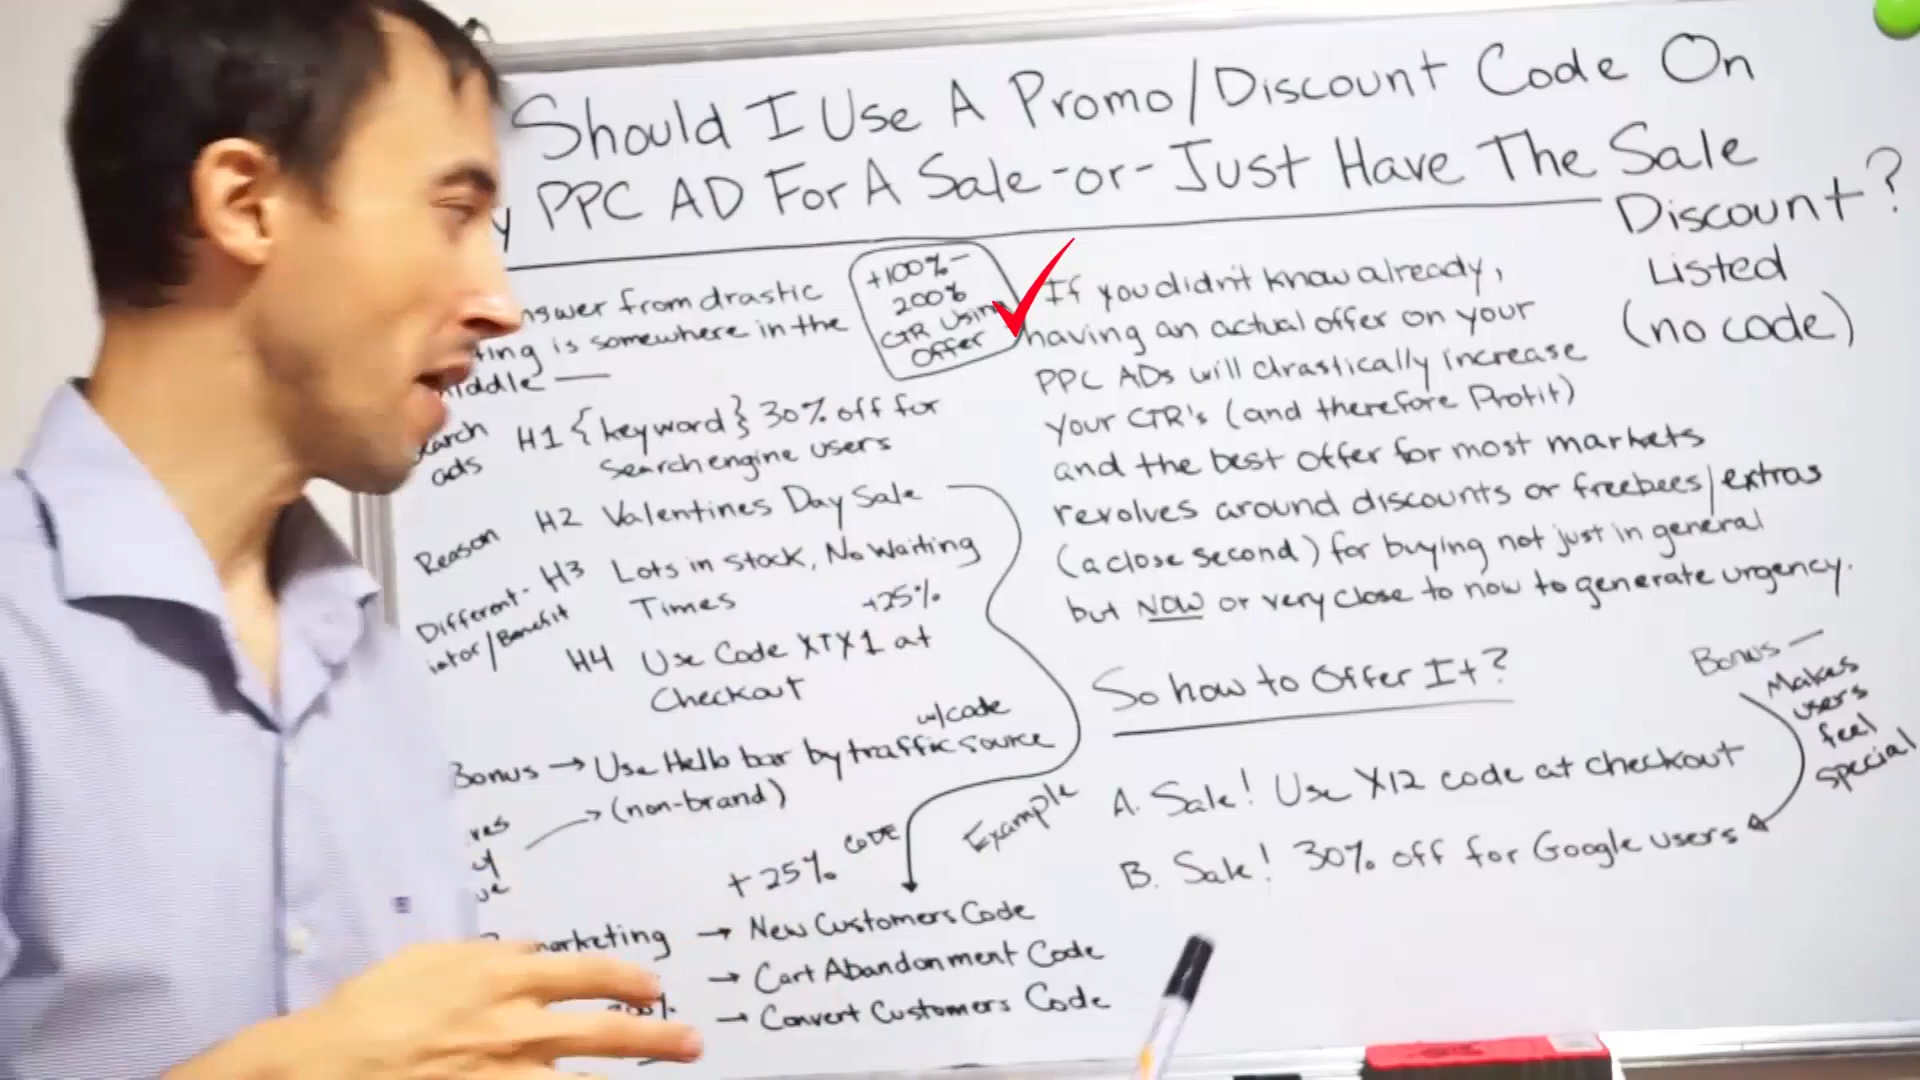 Should I Use A Promo/Discount Code On
y PPC AD For A Sale -or- Just Have The Sale
Discount?
Listed
(no code)
nswer from drastic
ting is somewhere in the
middle —
+100%-
200%
CTR Using
Offer
Search
ads
H1 {keyword} 30% off for
Search engine users
Reason
H2 Valentines Day Sale
Different-
iator/Benefit
H3 Lots in stock, No Waiting
Times
+25%
H4 Use Code XTX1 at
Checkout
w/code
Bonus → Use Hello bar by traffic source
(non-brand)
+25% CODE
Example
marketing → New Customers Code
→ Cart Abandonment Code
→ Convert Customers Code
If you didn't know already,
having an actual offer on your
PPC ADs will drastically increase
your CTR's (and therefore Profit)
and the best offer for most markets
revolves around discounts or freebees/extras
(a close second) for buying not just in general
but NOW or very close to now to generate urgency.
So how to Offer It?
A. Sale! Use X12 code at checkout
B. Sale! 30% off for Google users
Bonus —
Makes
users
feel
special